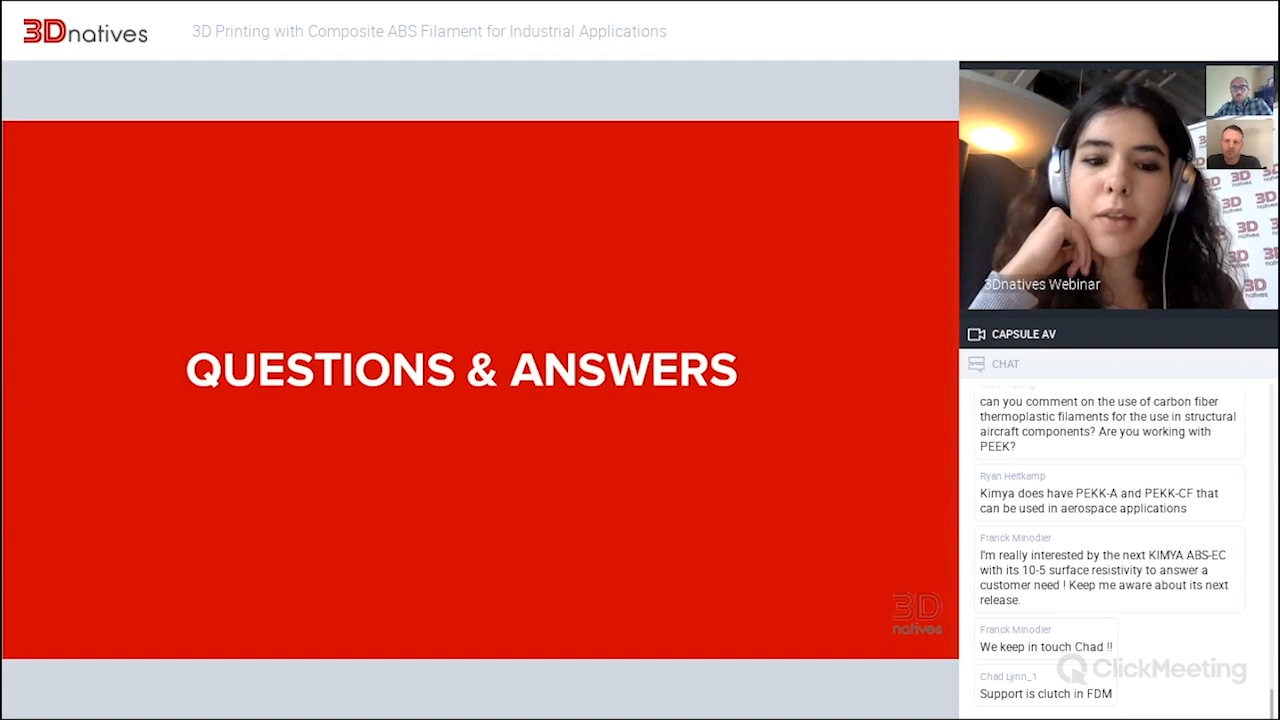 3Dnatives
3D Printing with Composite ABS Filament for Industrial Applications
QUESTIONS & ANSWERS
3D
natives
3Dnatives Webinar
CAPSULE AV
CHAT
can you comment on the use of carbon fiber
thermoplastic filaments for the use in structural
aircraft components? Are you working with
PEEK?
Ryan Heitkamp
Kimya does have PEKK-A and PEKK-CF that
can be used in aerospace applications
Franck Minodier
I'm really interested by the next KIMYA ABS-EC
with its 10-5 surface resistivity to answer a
customer need ! Keep me aware about its next
release.
Franck Minodier
We keep in touch Chad !!
ClickMeeting
Chad Lynn_1
Support is clutch in FDM